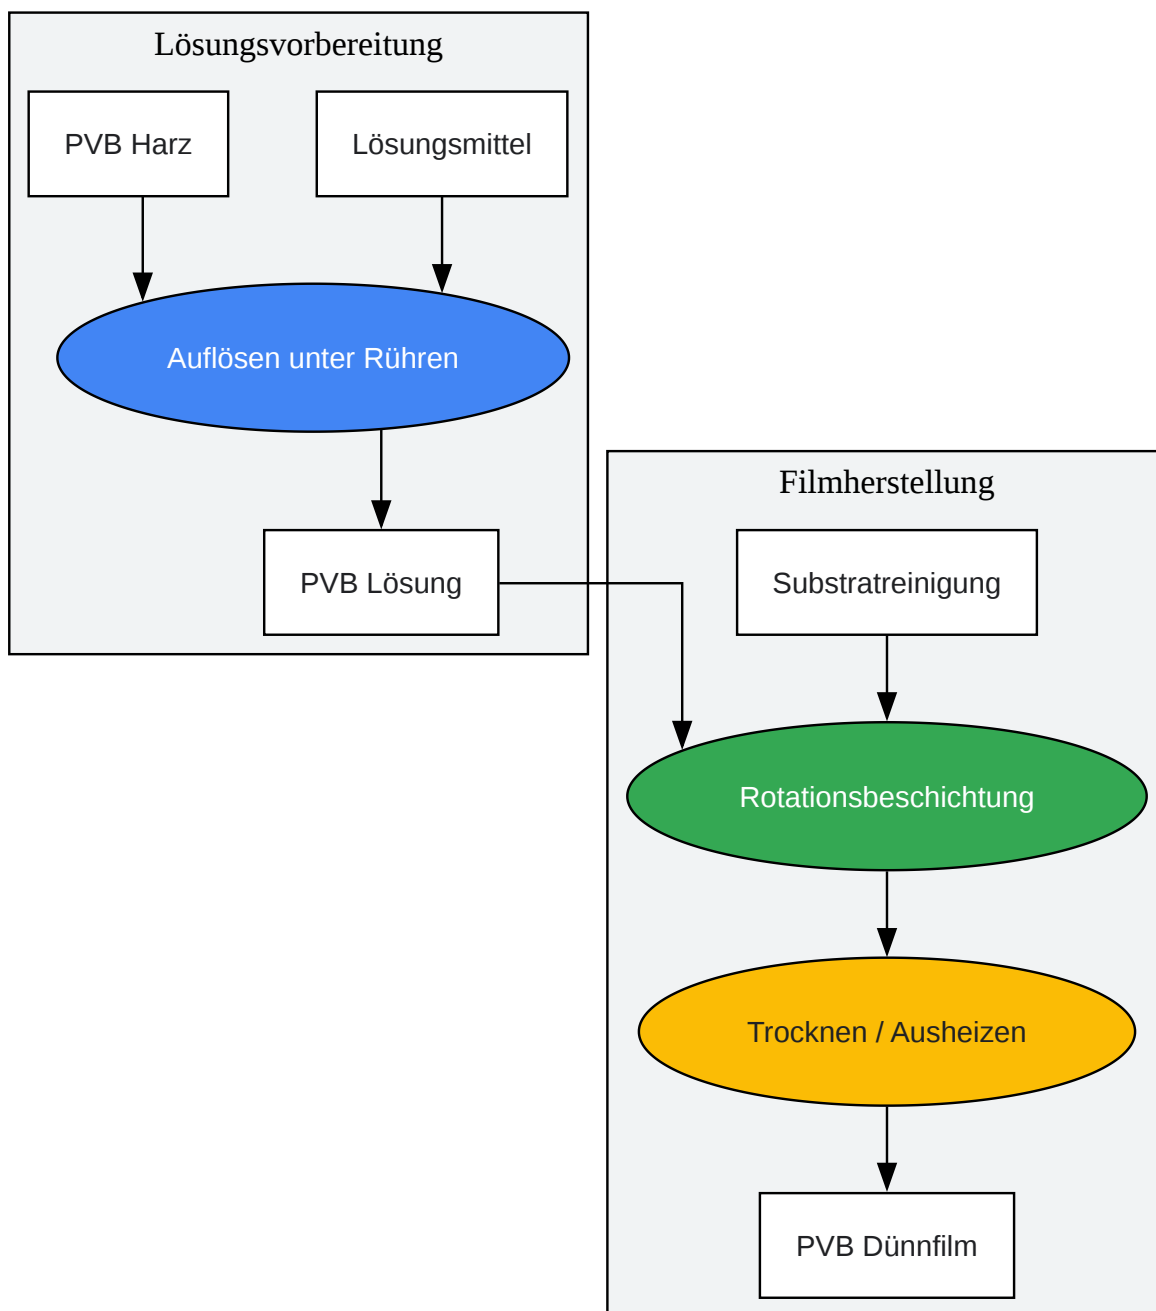 Lösungsvorbereitung
PVB Harz
Lösungsmittel
Auflösen unter Rühren
PVB Lösung
Filmherstellung
Substratreinigung
Rotationsbeschichtung
Trocknen / Ausheizen
PVB Dünnfilm